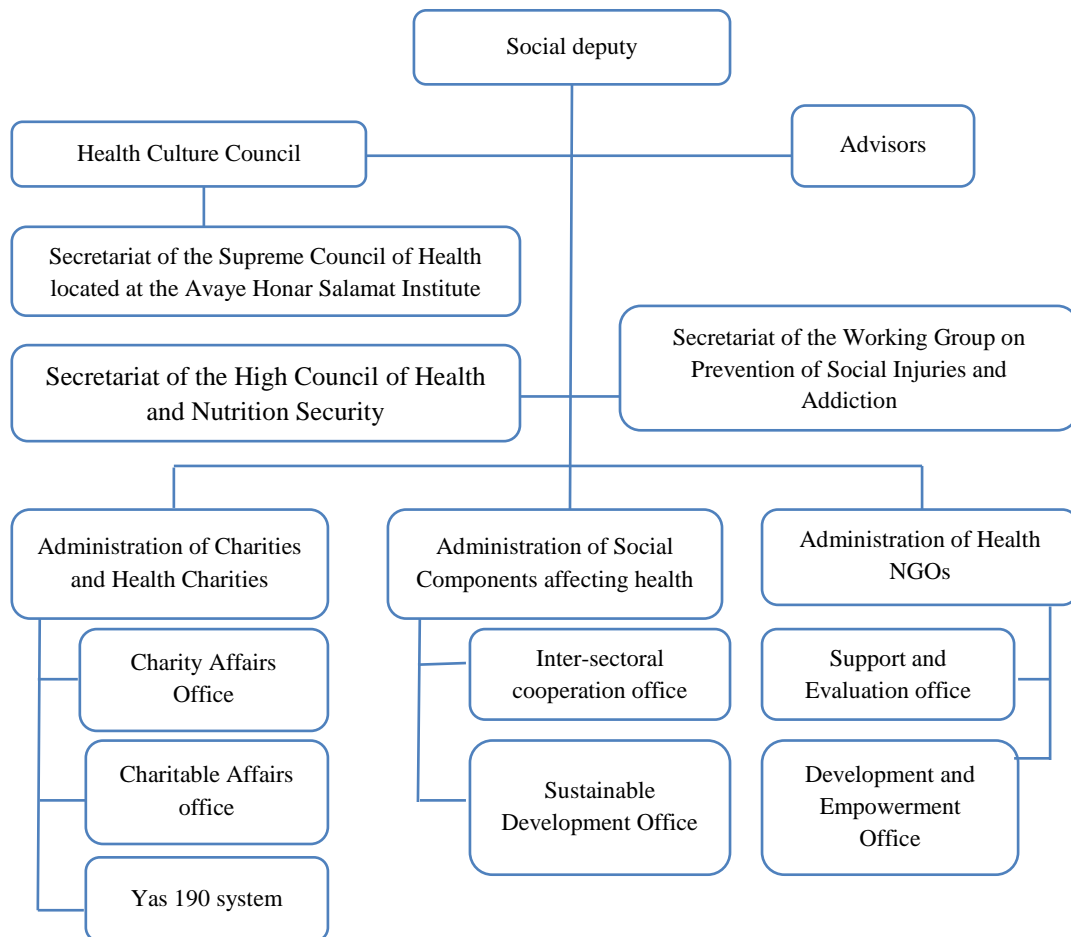 Social deputy
Health Culture Council
Advisors
Secretariat of the Supreme Council of Health
located at the Avaye Honar Salamat Institute
Secretariat of the Working Group on
Prevention of Social Injuries and
Addiction
Secretariat of the High Council of Health
and Nutrition Security
Administration of Charities
and Health Charities
Administration of Social
Components affecting health
Administration of Health
NGOs
Charity Affairs
Office
Inter-sectoral
cooperation office
Support and
Evaluation office
Charitable Affairs
office
Sustainable
Development Office
Development and
Empowerment
Office
Yas 190 system